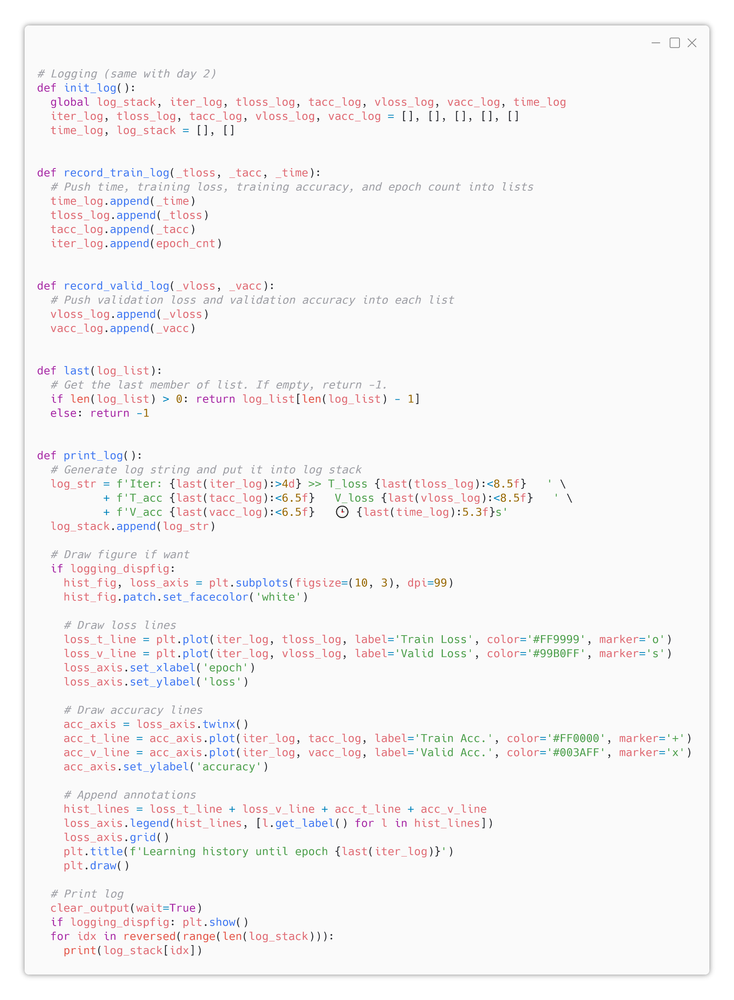 # Logging (same with day 2)
def init_log():
  global log_stack, iter_log, tloss_log, tacc_log, vloss_log, vacc_log, time_log
  iter_log, tloss_log, tacc_log, vloss_log, vacc_log = [], [], [], [], []
  time_log, log_stack = [], []


def record_train_log(_tloss, _tacc, _time):
  # Push time, training loss, training accuracy, and epoch count into lists
  time_log.append(_time)
  tloss_log.append(_tloss)
  tacc_log.append(_tacc)
  iter_log.append(epoch_cnt)


def record_valid_log(_vloss, _vacc):
  # Push validation loss and validation accuracy into each list
  vloss_log.append(_vloss)
  vacc_log.append(_vacc)


def last(log_list):
  # Get the last member of list. If empty, return -1.
  if len(log_list) > 0: return log_list[len(log_list) - 1]
  else: return -1


def print_log():
  # Generate log string and put it into log stack
  log_str = f'Iter: {last(iter_log):>4d} >> T_loss {last(tloss_log):<8.5f}   ' \
          + f'T_acc {last(tacc_log):<6.5f}   V_loss {last(vloss_log):<8.5f}   ' \
          + f'V_acc {last(vacc_log):<6.5f}   🕒 {last(time_log):5.3f}s'
  log_stack.append(log_str)

  # Draw figure if want
  if logging_dispfig:
    hist_fig, loss_axis = plt.subplots(figsize=(10, 3), dpi=99)
    hist_fig.patch.set_facecolor('white')

    # Draw loss lines
    loss_t_line = plt.plot(iter_log, tloss_log, label='Train Loss', color='#FF9999', marker='o')
    loss_v_line = plt.plot(iter_log, vloss_log, label='Valid Loss', color='#99B0FF', marker='s')
    loss_axis.set_xlabel('epoch')
    loss_axis.set_ylabel('loss')

    # Draw accuracy lines
    acc_axis = loss_axis.twinx()
    acc_t_line = acc_axis.plot(iter_log, tacc_log, label='Train Acc.', color='#FF0000', marker='+')
    acc_v_line = acc_axis.plot(iter_log, vacc_log, label='Valid Acc.', color='#003AFF', marker='x')
    acc_axis.set_ylabel('accuracy')

    # Append annotations
    hist_lines = loss_t_line + loss_v_line + acc_t_line + acc_v_line
    loss_axis.legend(hist_lines, [l.get_label() for l in hist_lines])
    loss_axis.grid()
    plt.title(f'Learning history until epoch {last(iter_log)}')
    plt.draw()

  # Print log
  clear_output(wait=True)
  if logging_dispfig: plt.show()
  for idx in reversed(range(len(log_stack))):
    print(log_stack[idx])